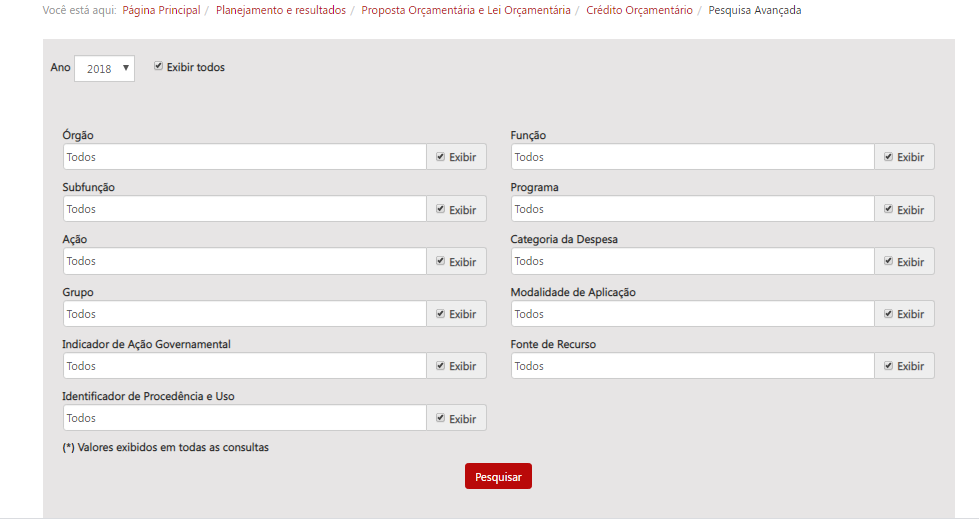 Você está aqui: Página Principal / Planejamento e resultados / Proposta Orçamentária e Lei Orçamentária / Crédito Orçamentário / Pesquisa Avançada
Ano 2018 Exibir todos
Órgão Função
Todos Exibir Todos Exibir
Subfunção Programa
Todos Exibir Todos Exibir
Ação Categoria da Despesa
Todos Exibir Todos Exibir
Grupo Modalidade de Aplicação
Todos Exibir Todos Exibir
Indicador de Ação Governamental Fonte de Recurso
Todos Exibir Todos Exibir
Identificador de Procedência e Uso
Todos Exibir
(*) Valores exibidos em todas as consultas
Pesquisar